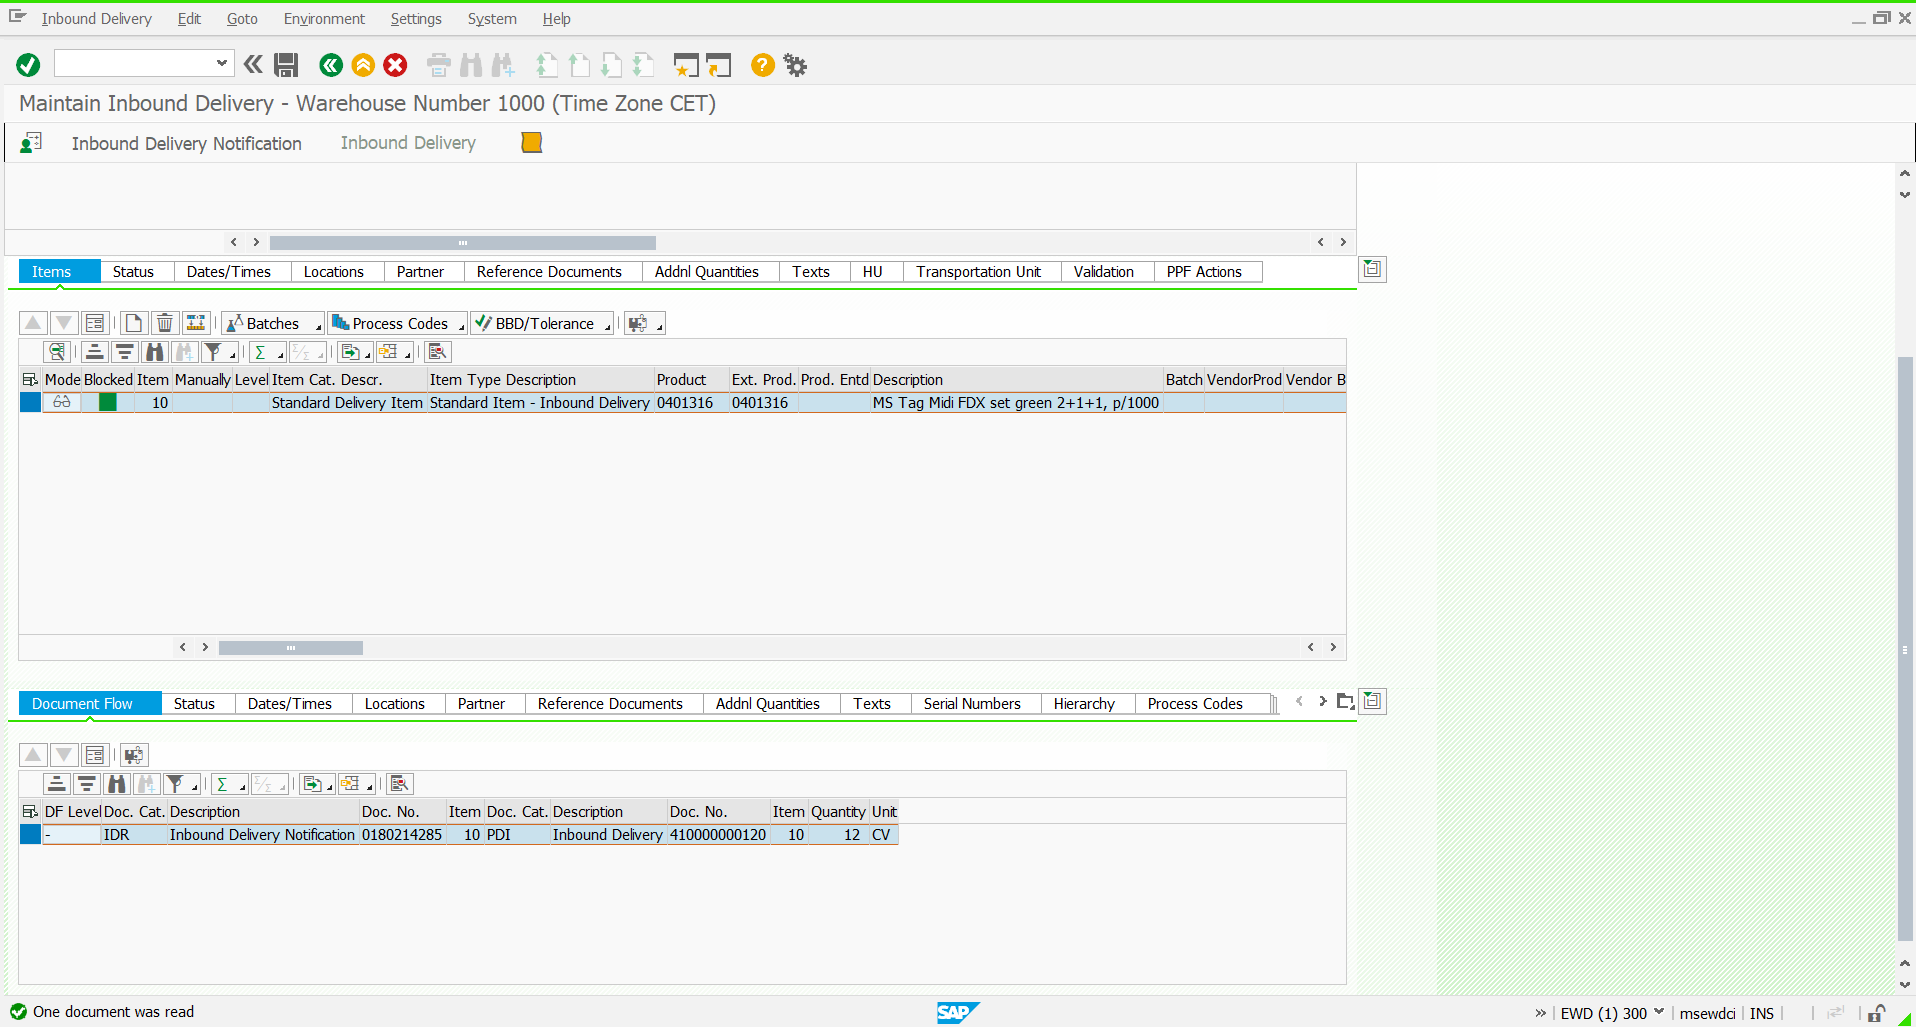 Inbound Delivery Edit Goto Environment Settings System Help
Maintain Inbound Delivery - Warehouse Number 1000 (Time Zone CET)
Inbound Delivery Notification Inbound Delivery
Items Status Dates/Times Locations Partner Reference Documents Addnl Quantities Texts HU Transportation Unit Validation PPF Actions
Batches Process Codes BBD/Tolerance
Mode Blocked Item Manually Level Item Cat. Descr. Item Type Description Product Ext. Prod. Prod. Entd Description Batch VendorProd Vendor B
10 Standard Delivery Item Standard Item - Inbound Delivery 0401316 0401316 MS Tag Midi FDX set green 2+1+1, p/1000
Document Flow Status Dates/Times Locations Partner Reference Documents Addnl Quantities Texts Serial Numbers Hierarchy Process Codes
DF Level Doc. Cat. Description Doc. No. Item Doc. Cat. Description Doc. No. Item Quantity Unit
- IDR Inbound Delivery Notification 0180214285 10 PDI Inbound Delivery 410000000120 10 12 CV
One document was read SAP » EWD (1) 300 msewdci INS